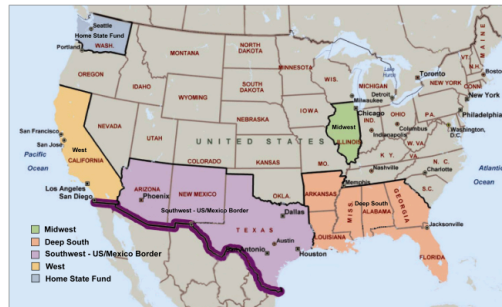 Seattle
Home State Fund
WASH.
Portland
OREGON
IDAHO
MONTANA
NORTH
DAKOTA
SOUTH
DAKOTA
WYOMING
NEBRASKA
MINNESOTA
WIS.
IOWA
MICHIGAN
Milwaukee
Detroit
Chicago
Toronto
NEW YORK
MAINE
VT.
N.H.
Boston
CONN.
New York
Philadelphia
PA.
OHIO
IND.
Columbus
Indianapolis
Washington,
D.C.
W. VA.
VA.
KY.
Midwest
ILLINOIS
UNITED STATES
NEVADA
UTAH
COLORADO
KANSAS
MO.
San Francisco
San Jose
Pacific
Ocean
West
CALIFORNIA
Los Angeles
San Diego
ARIZONA
Phoenix
NEW MEXICO
OKLA.
ARKANSAS
Memphis
Nashville
N. C.
Charlotte
S.C.
Atlantic
Ocean
Southwest - US/Mexico Border
Dallas
TEXAS
Austin
San Antonio
Houston
MISS.
Deep South
ALABAMA
GEORGIA
LOUISIANA
Jacksonville
FLORIDA
Midwest
Deep South
Southwest - US/Mexico Border
West
Home State Fund